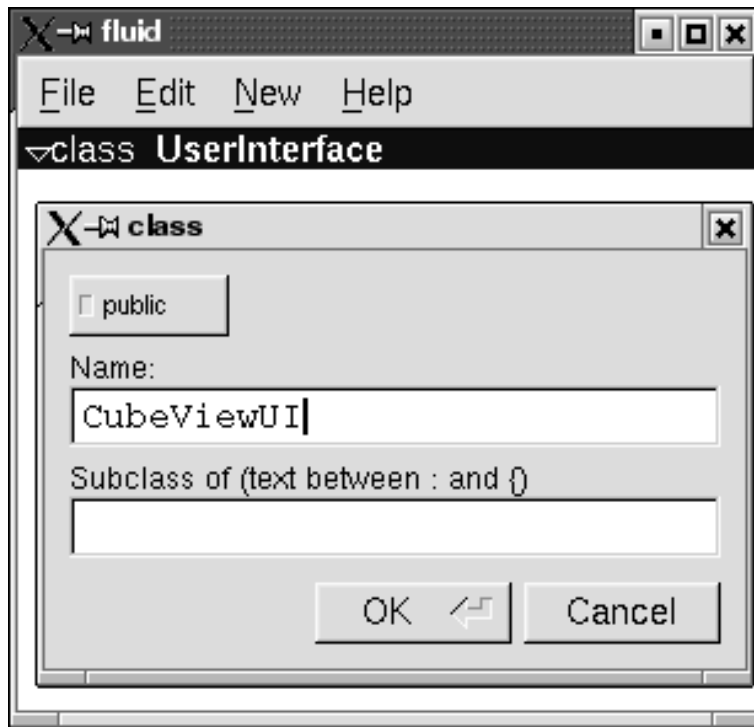 fluid
File Edit New Help
class UserInterface
class
public
Name:
CubeViewUI
Subclass of (text between : and {)
OK Cancel